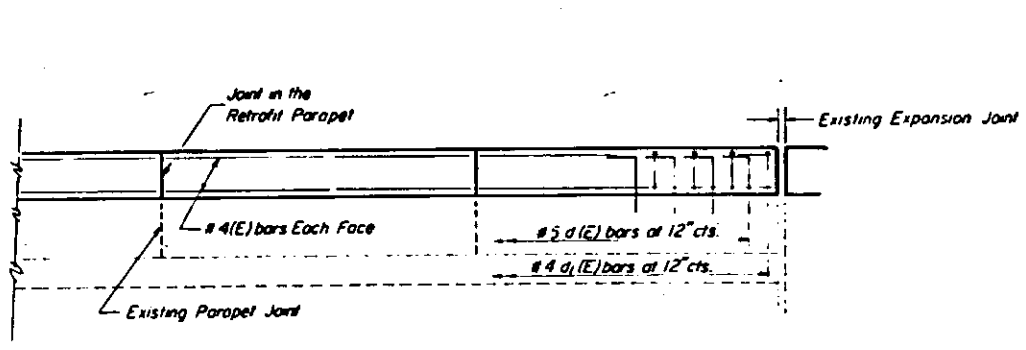 Joint in the
Retrofit Parapet
Existing Expansion Joint
#4(E) bars Each Face
#5 d(E) bars at 12" cts.
#4 d₁(E) bars at 12" cts.
Existing Parapet Joint